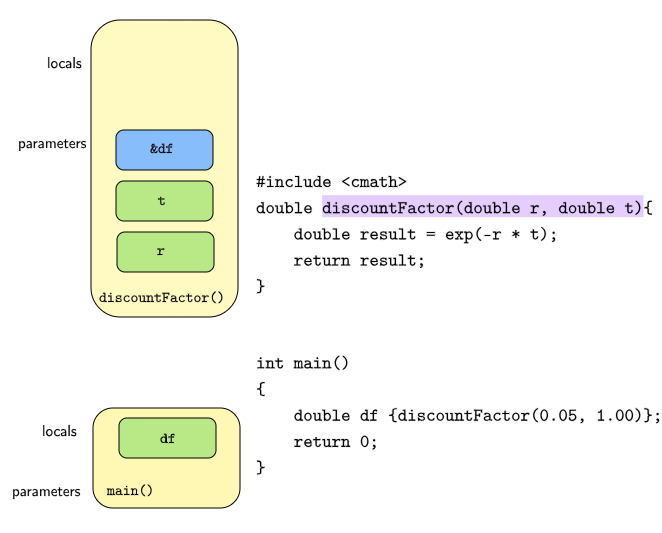 locals
parameters
&df
t
r
discountFactor()
#include <cmath>
double discountFactor(double r, double t){
    double result = exp(-r * t);
    return result;
}
int main()
{
    double df {discountFactor(0.05, 1.00)};
    return 0;
}
locals
df
parameters
main()